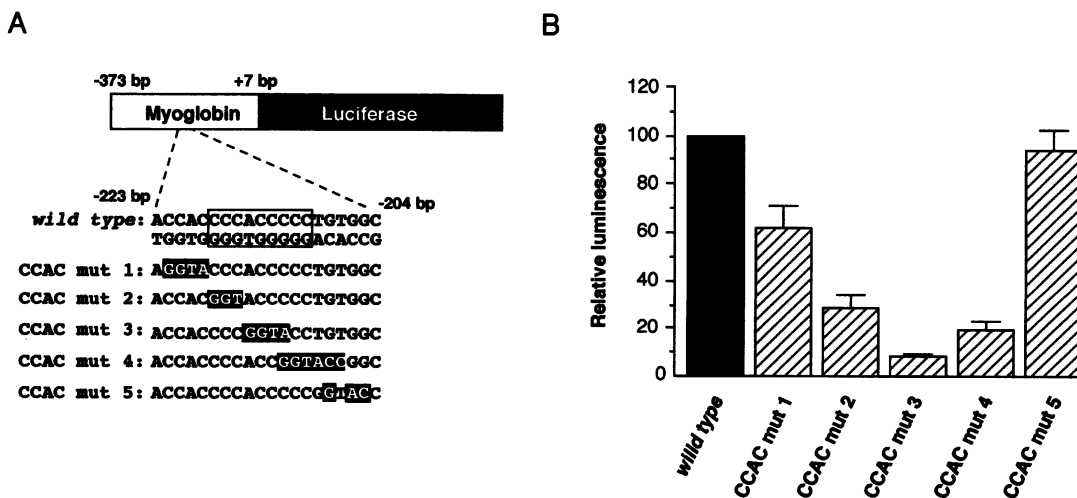 A
-373 bp +7 bp
Myoglobin Luciferase
-223 bp -204 bp
wild type: ACCACCCCACCCCCTGTGGC
TGGTGGGGTGGGGGACACCG
CCAC mut 1: AGGTACCCACCCCCTGTGGC
CCAC mut 2: ACCACGGTACCCCCTGTGGC
CCAC mut 3: ACCACCCCGGTACCTGTGGC
CCAC mut 4: ACCACCCCACCGGTACCGGC
CCAC mut 5: ACCACCCCACCCCCGGTACC
B
Relative luminescence
120
100
80
60
40
20
0
willd type
CCAC mut 1
CCAC mut 2
CCAC mut 3
CCAC mut 4
CCAC mut 5